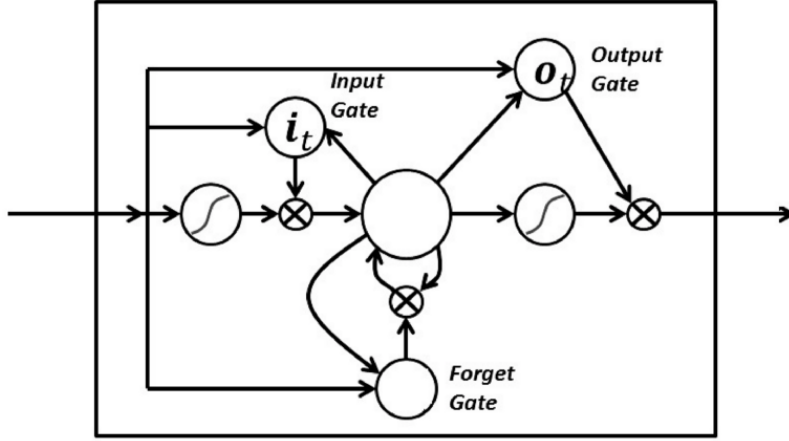 Input
Gate
i_t
Output
Gate
o_t
Forget
Gate